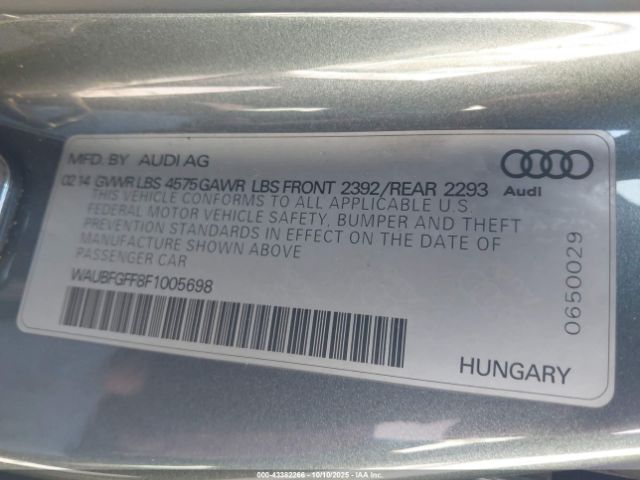 MFD. BY AUDI AG
02 14 GVWR LBS 4575 GAWR LBS FRONT 2392/REAR 2293
THIS VEHICLE CONFORMS TO ALL APPLICABLE U.S
FEDERAL MOTOR VEHICLE SAFETY, BUMPER AND THEFT
PREVENTION STANDARDS IN EFFECT ON THE DATE OF
MANUFACTURE SHOWN ABOVE
PASSENGER CAR
WAUBFGFF8F1005698
Audi
0650029
HUNGARY
000-43382266 - 10/10/2025 - IAAI.com